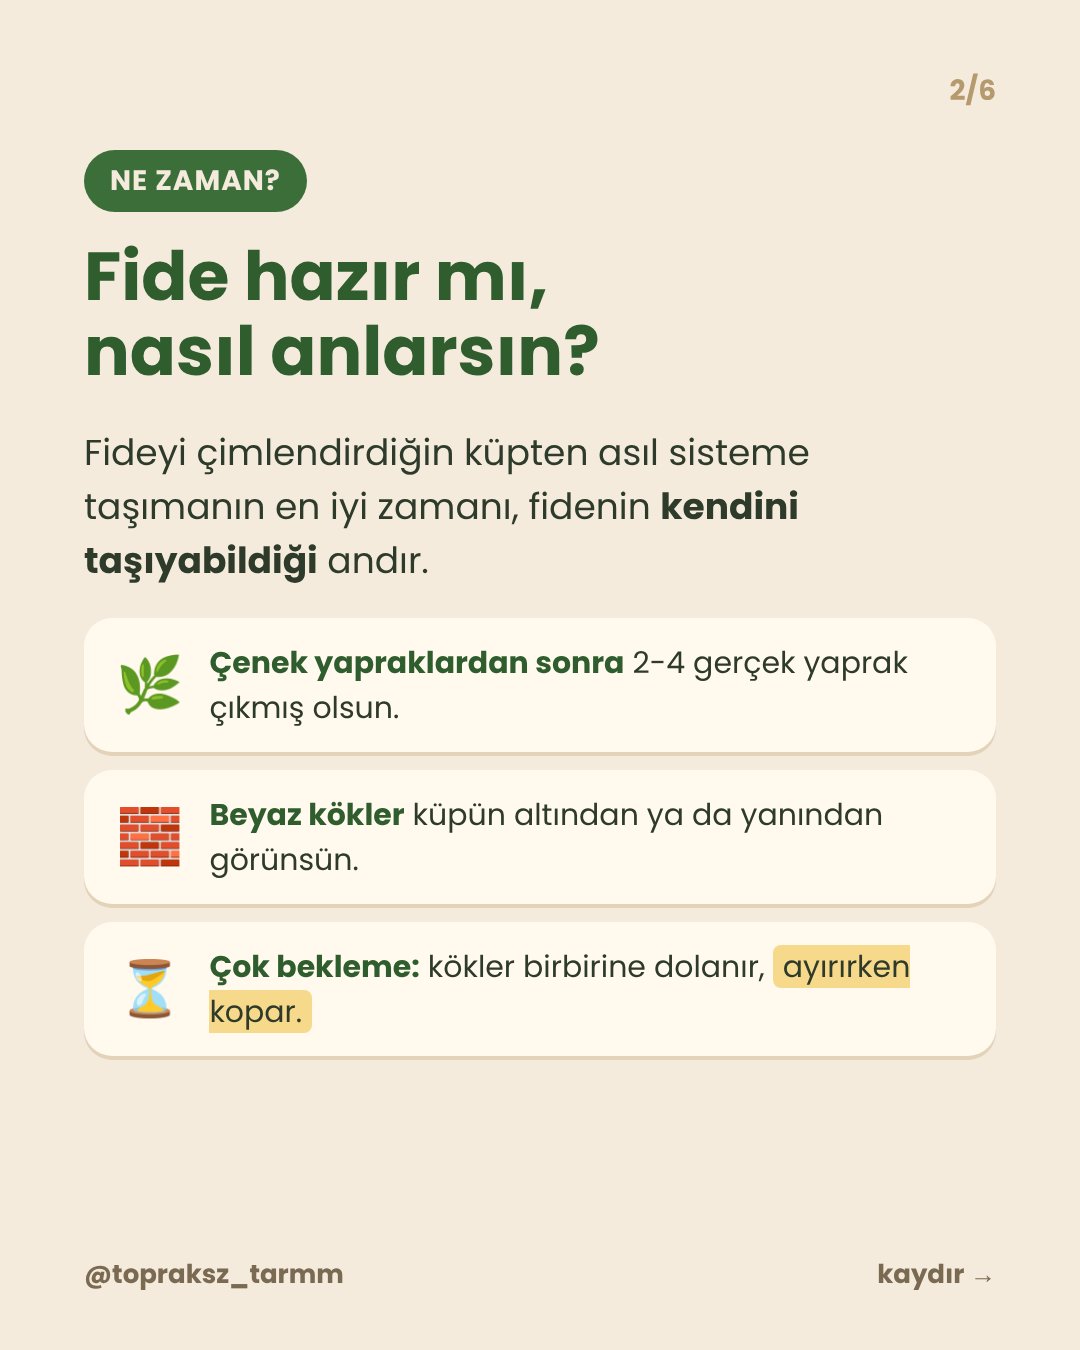 2/6
NE ZAMAN?
Fide hazır mı,
nasıl anlarsın?
Fideyi çimlendirdiğin küpten asıl sisteme
taşımanın en iyi zamanı, fidenin kendini
taşıyabildiği andır.
Çenek yapraklardan sonra 2-4 gerçek yaprak
çıkmış olsun.
Beyaz kökler küpün altından ya da yanından
görünsün.
Çok bekleme: kökler birbirine dolanır, ayırırken
kopar.
@topraksz_tarmm
kaydır →